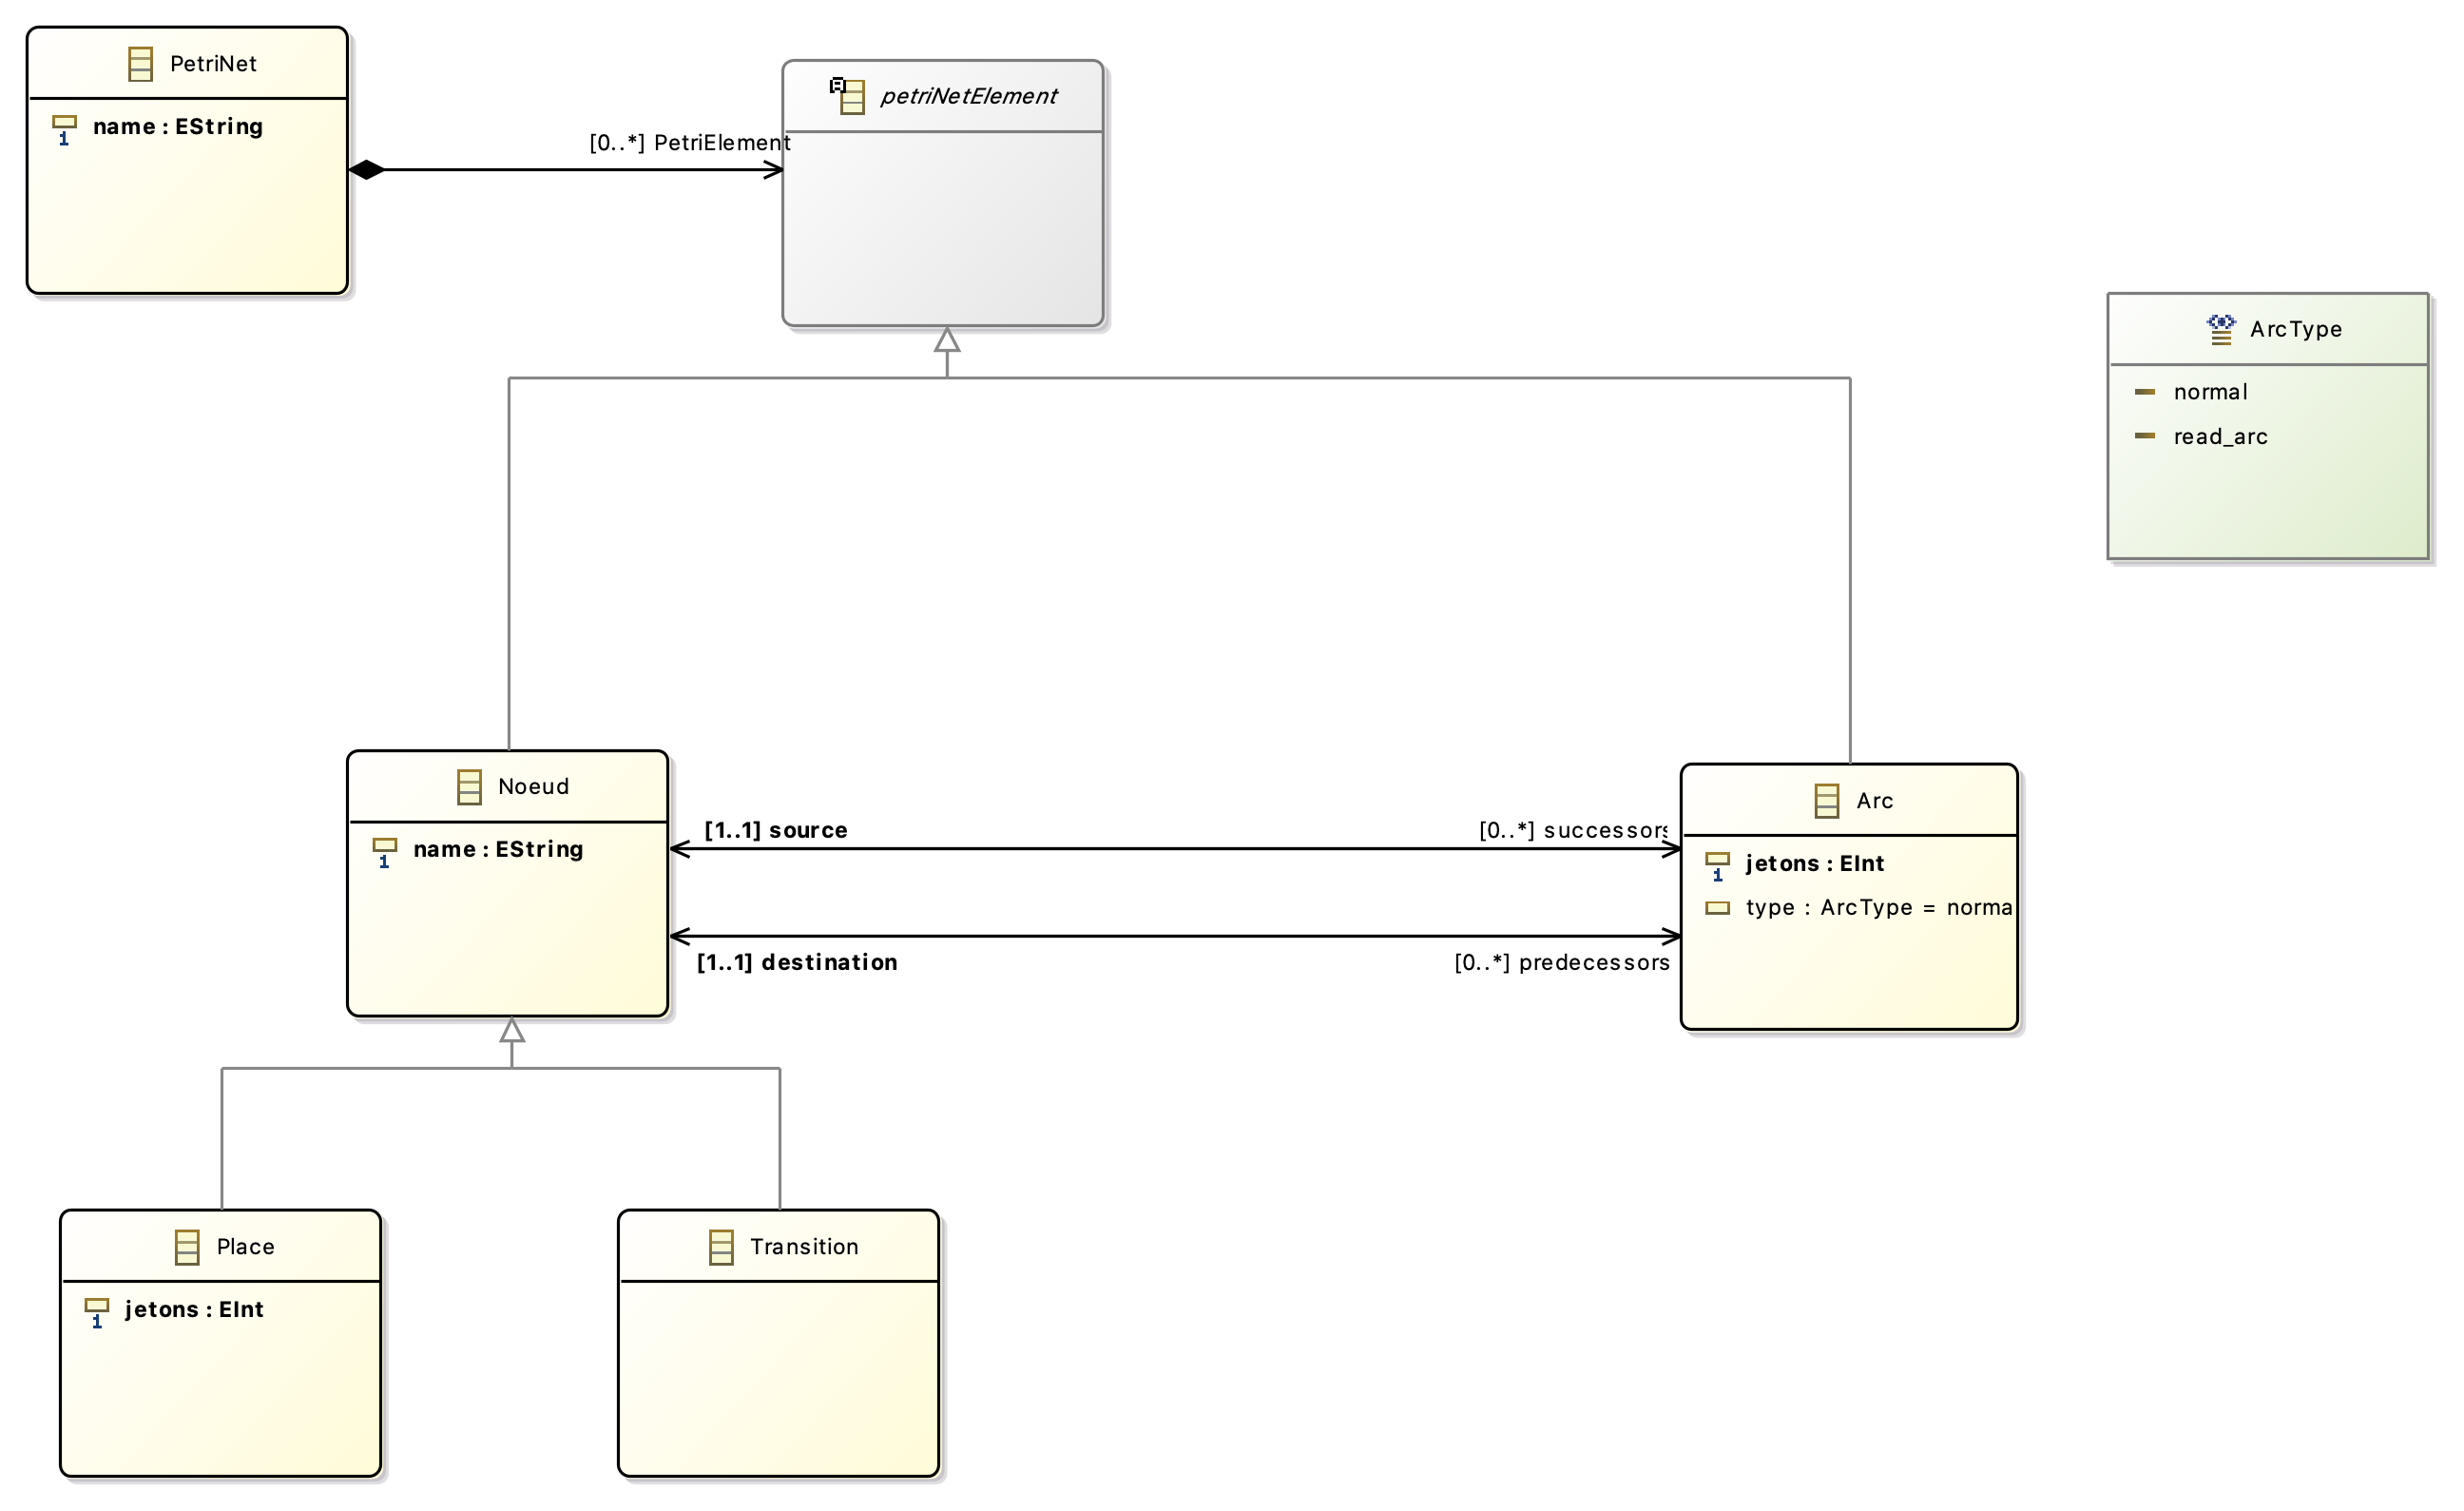 PetriNet
name : EString
petriNetElement
[0..*] PetriElement
ArcType
normal
read_arc
Noeud
name : EString
[1..1] source
[0..*] successors
[1..1] destination
[0..*] predecessors
Arc
jetons : EInt
type : ArcType = norma
Place
jetons : EInt
Transition